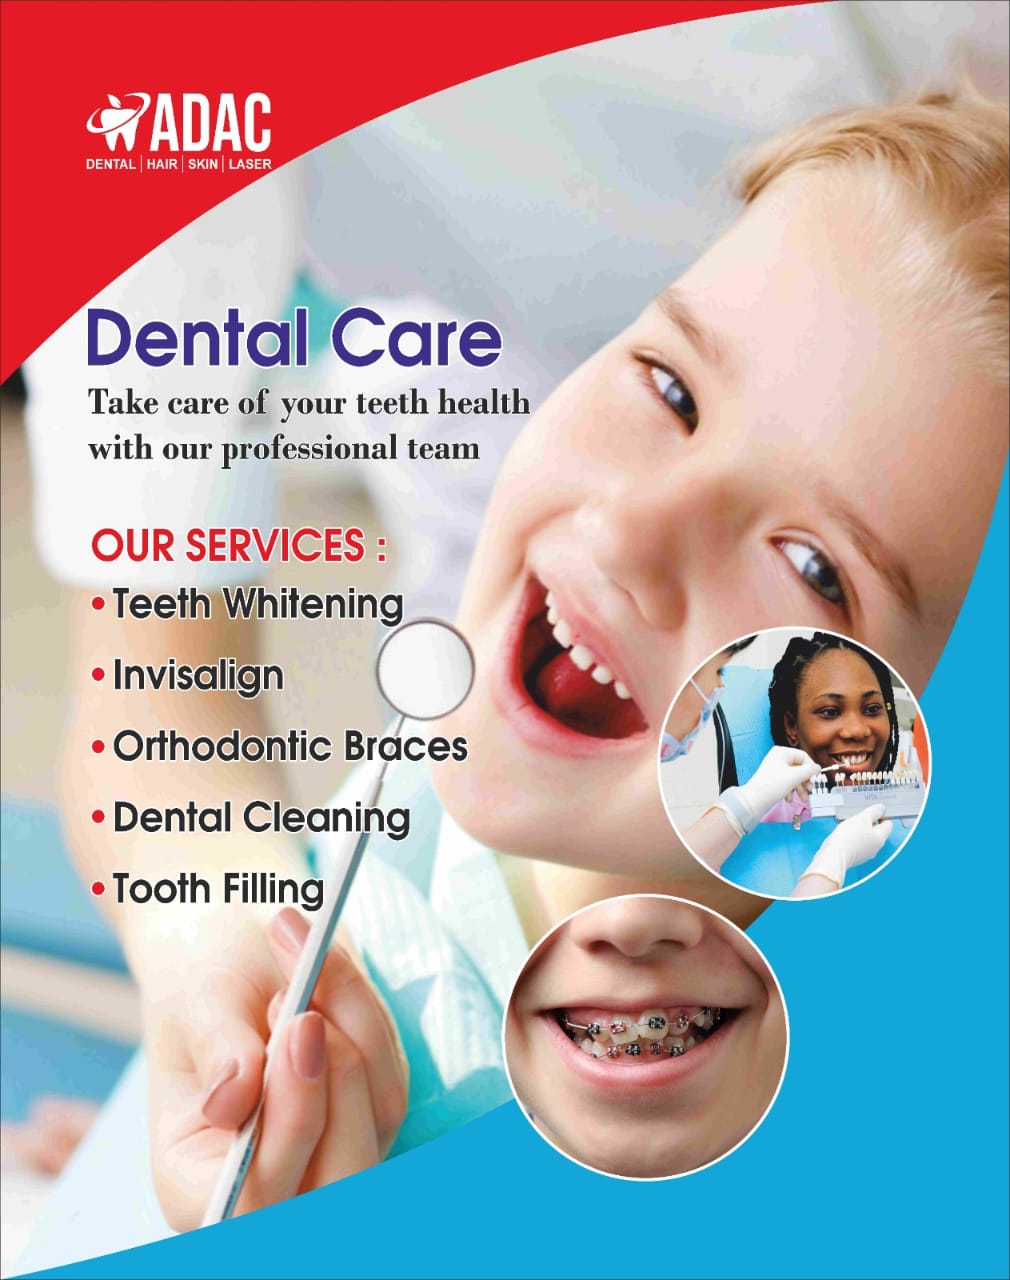 ADAC
DENTAL | HAIR | SKIN | LASER
Dental Care
Take care of your teeth health
with our professional team
OUR SERVICES :
• Teeth Whitening
• Invisalign
• Orthodontic Braces
• Dental Cleaning
• Tooth Filling
VITA